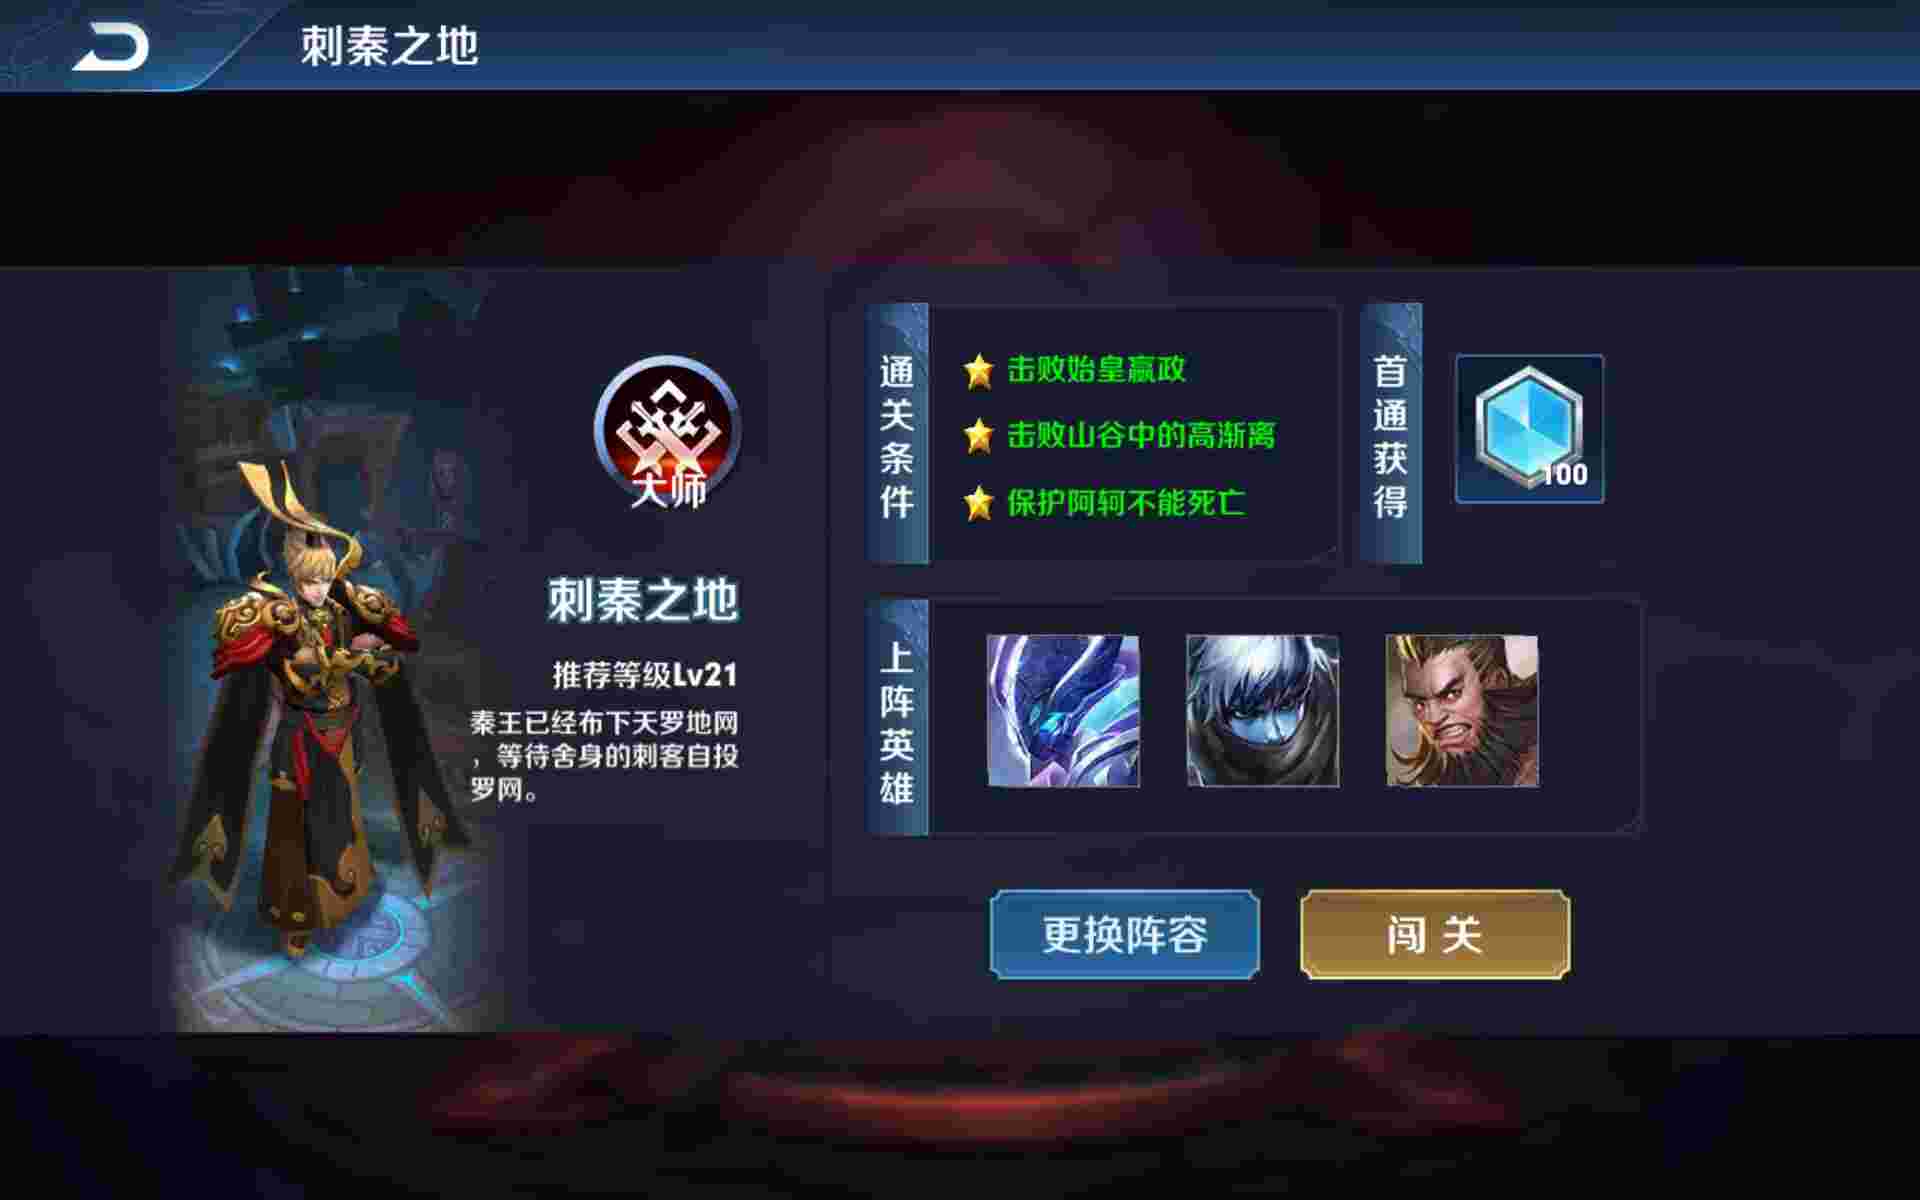 刺秦之地
大师
刺秦之地
推荐等级Lv21
秦王已经布下天罗地网
，等待舍身的刺客自投
罗网。
通关条件
击败始皇嬴政
击败山谷中的高渐离
保护阿轲不能死亡
首通获得
100
上阵英雄
更换阵容
闯关